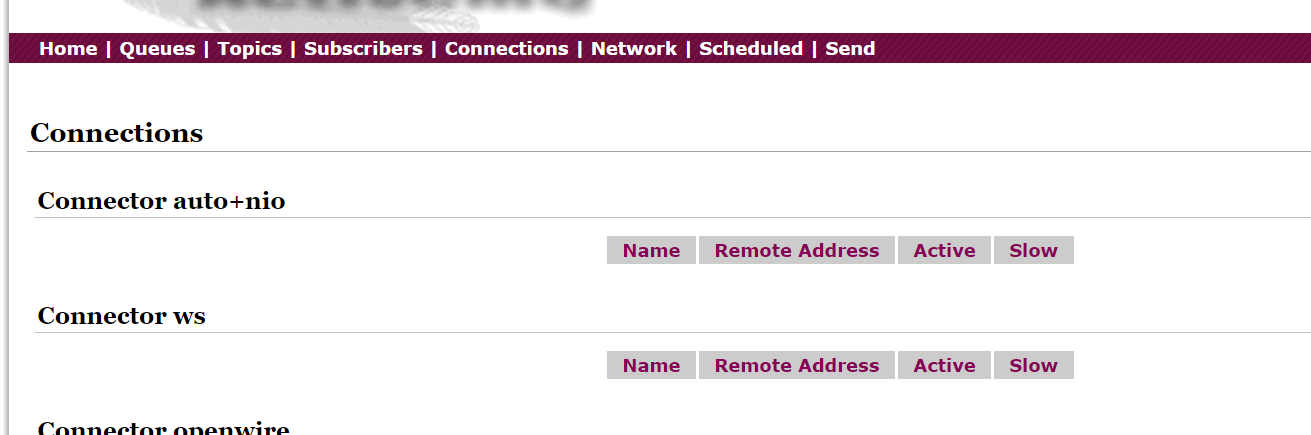 Home | Queues | Topics | Subscribers | Connections | Network | Scheduled | Send
Connections
Connector auto+nio
Name Remote Address Active Slow
Connector ws
Name Remote Address Active Slow
Connector openwire